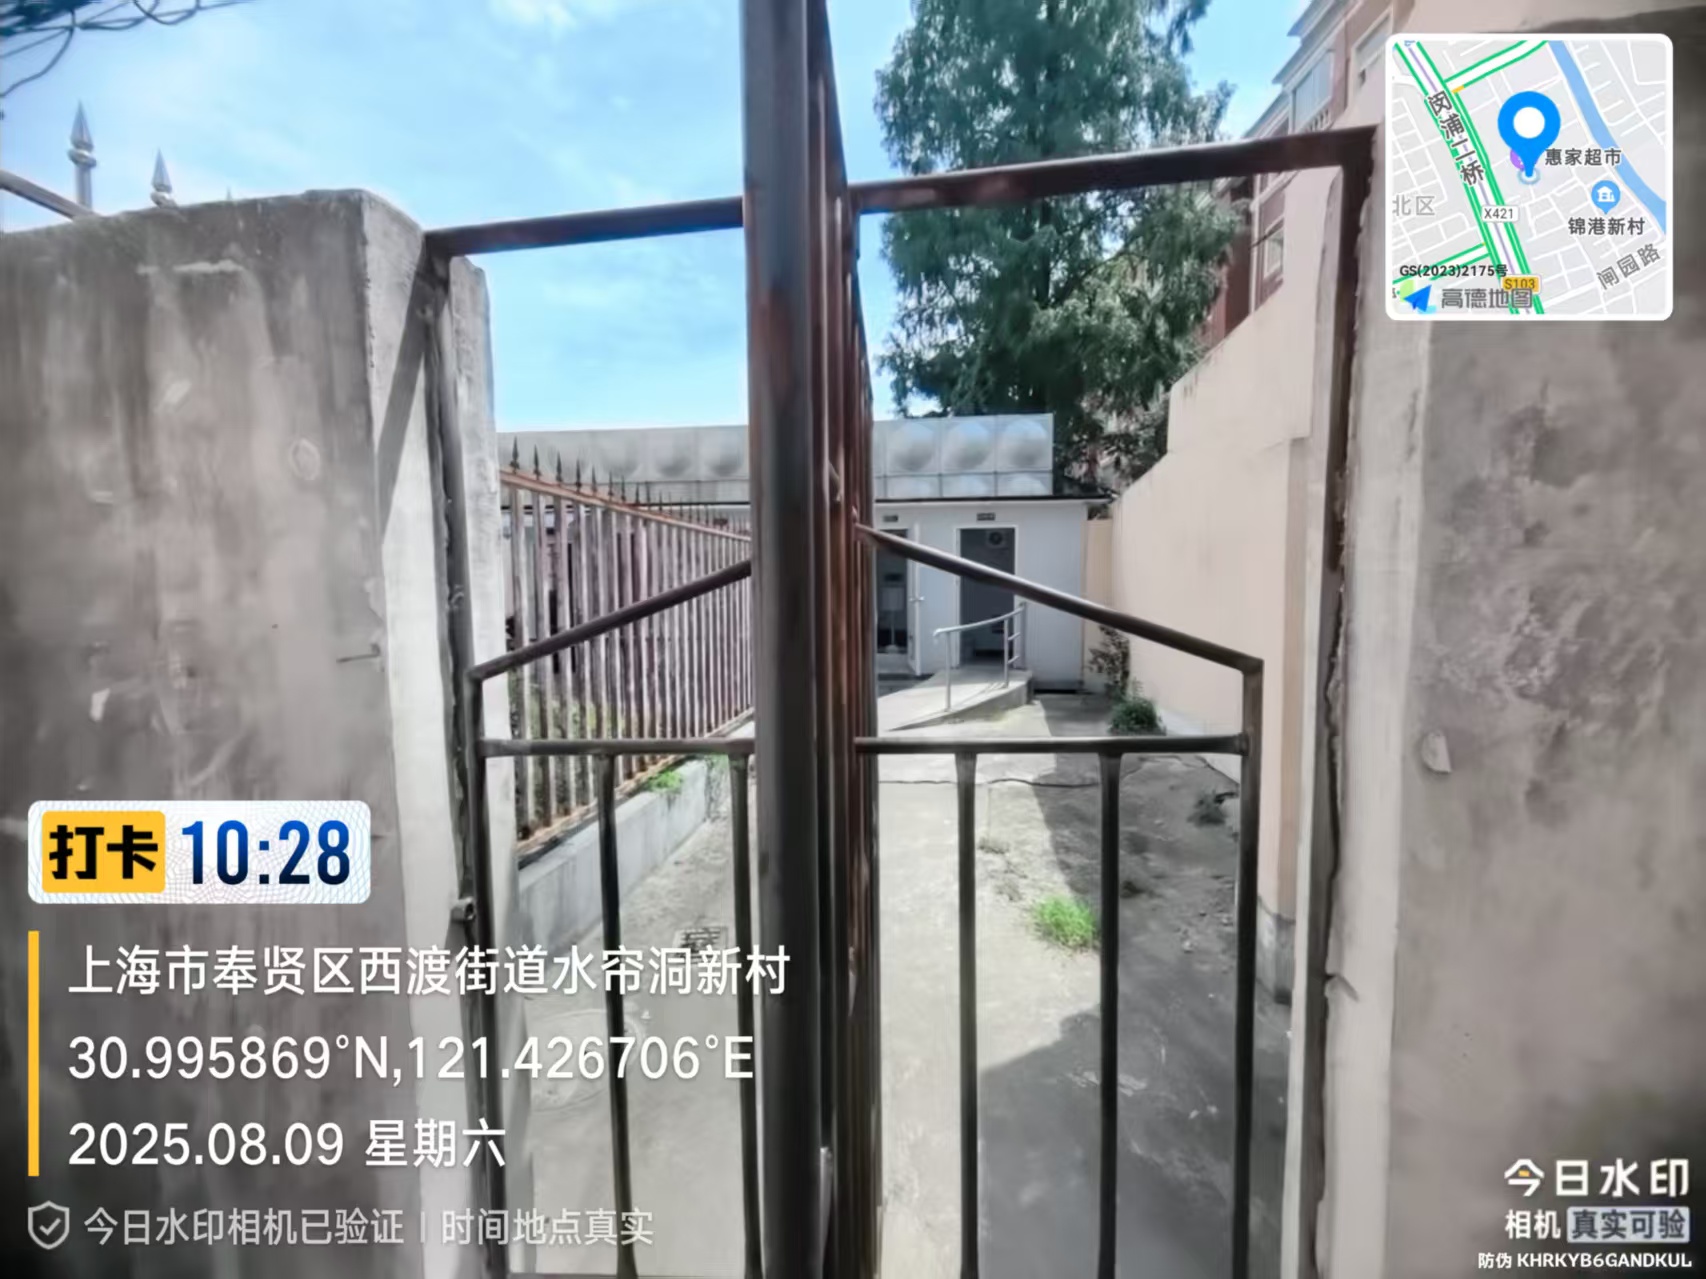 闵浦二桥
惠家超市
北区
X421
锦港新村
闸园路
GS(2023)2175号
S103
高德地图
打卡 10:28
上海市奉贤区西渡街道水帘洞新村
30.995869°N,121.426706°E
2025.08.09 星期六
今日水印相机已验证 | 时间地点真实
今日水印
相机 真实可验
防伪 KHRKYB6GANDKUL